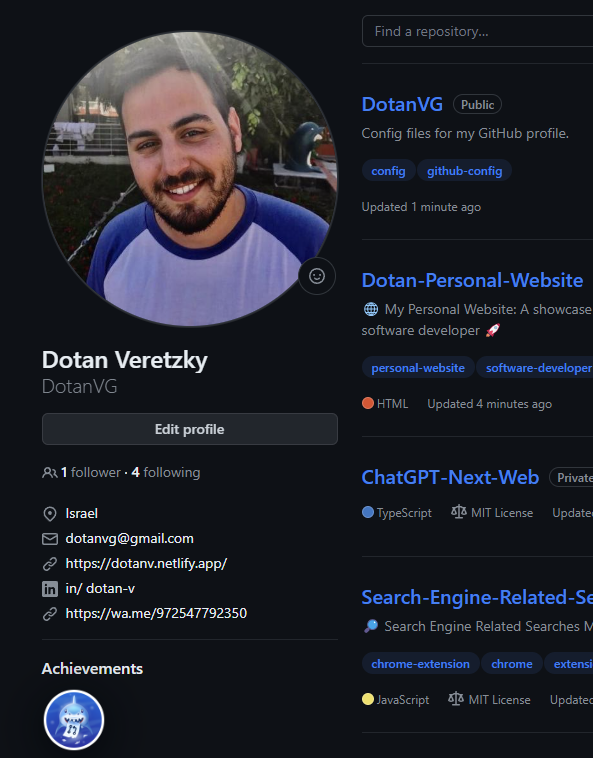 Dotan Veretzky
DotanVG
Edit profile
1 follower · 4 following
Israel
dotanvg@gmail.com
https://dotanv.netlify.app/
in/ dotan-v
https://wa.me/972547792350
Achievements
Find a repository...
DotanVG Public
Config files for my GitHub profile.
config github-config
Updated 1 minute ago
Dotan-Personal-Website
🌐 My Personal Website: A showcase
software developer 🚀
personal-website software-developer
HTML Updated 4 minutes ago
ChatGPT-Next-Web Private
TypeScript MIT License Updated
Search-Engine-Related-Se
🔎 Search Engine Related Searches M
chrome-extension chrome extensi
JavaScript MIT License Updated